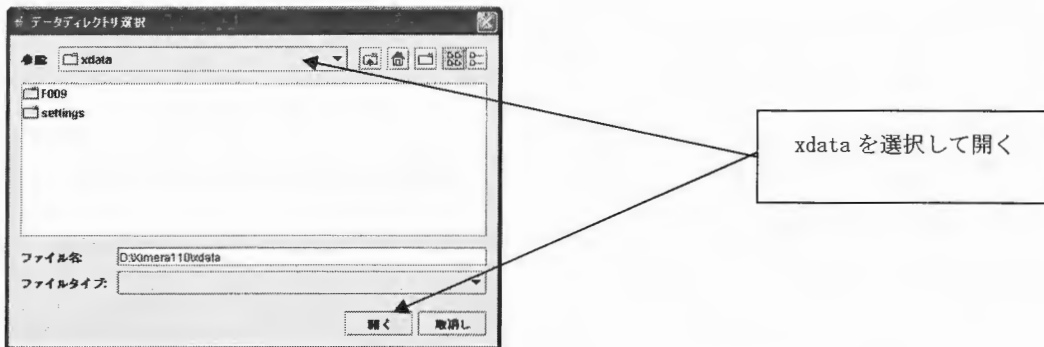 データディレクトリ選択
参照: xdata
F009
settings
xdata を選択して開く
ファイル名: D:\Ximera110\xdata
ファイルタイプ:
開く 取消し